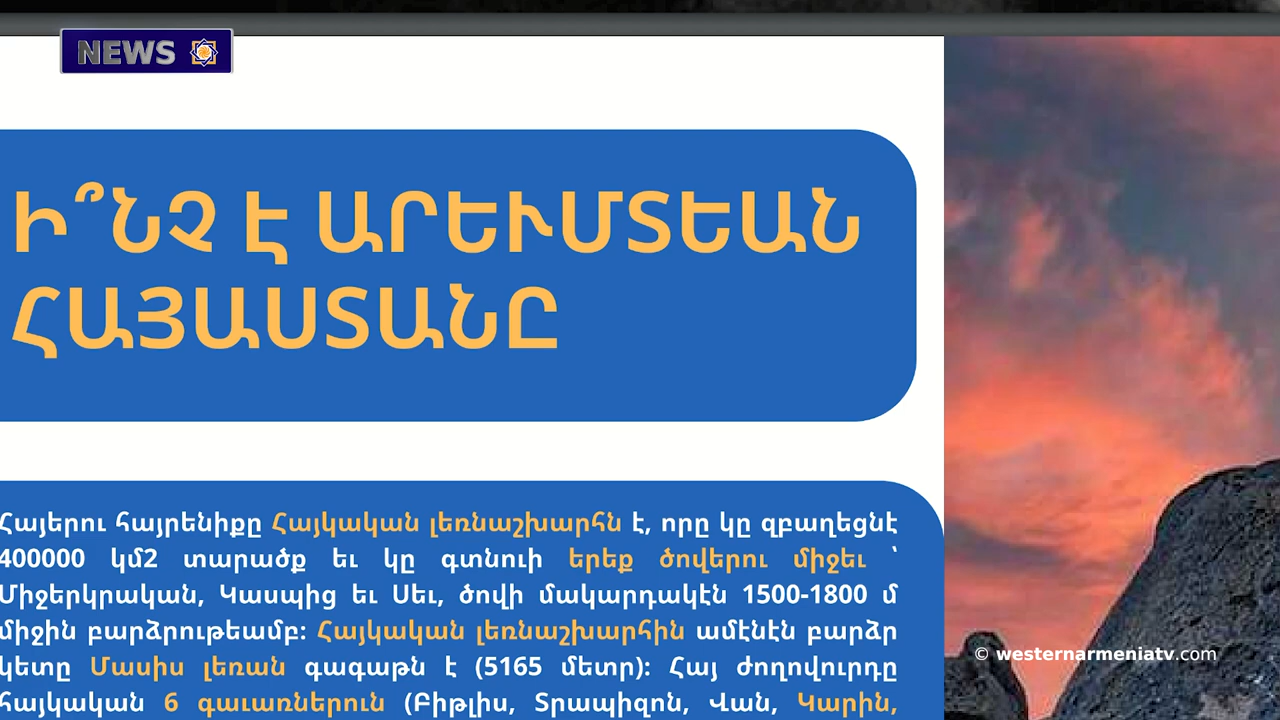 NEWS
Ի՞ՆՉ Է ԱՐԵՒՄՏԵԱՆ
ՀԱՅԱՍՏԱՆԸ
Հայերու հայրենիքը Հայկական լեռնաշխարհն է, որը կը զբաղեցնէ
400000 կմ2 տարածք եւ կը գտնուի երեք ծովերու միջեւ ՝
Միջերկրական, Կասպից եւ Սեւ, ծովի մակարդակէն 1500-1800 մ
միջին բարձրութեամբ։ Հայկական լեռնաշխարհին ամէնէն բարձր
կետը Մասիս լեռան գագաթն է (5165 մետր)։ Հայ ժողովուրդը
հայկական 6 գաւառներուն (Բիթլիս, Տրապիզոն, Վան, Կարին,
© westernarmeniatv.com